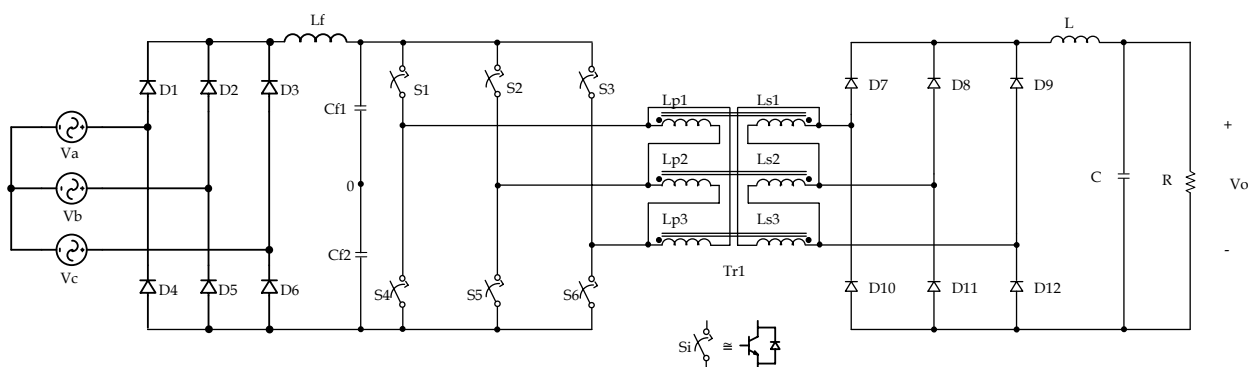 Lf
L
D1
D2
D3
S1
S2
S3
D7
D8
D9
Cf1
Lp1
Ls1
Va
+
Lp2
Ls2
Vb
0
C
R
Vo
Lp3
Ls3
Vc
Cf2
-
Tr1
D4
D5
D6
S4
S5
S6
D10
D11
D12
Si ≅